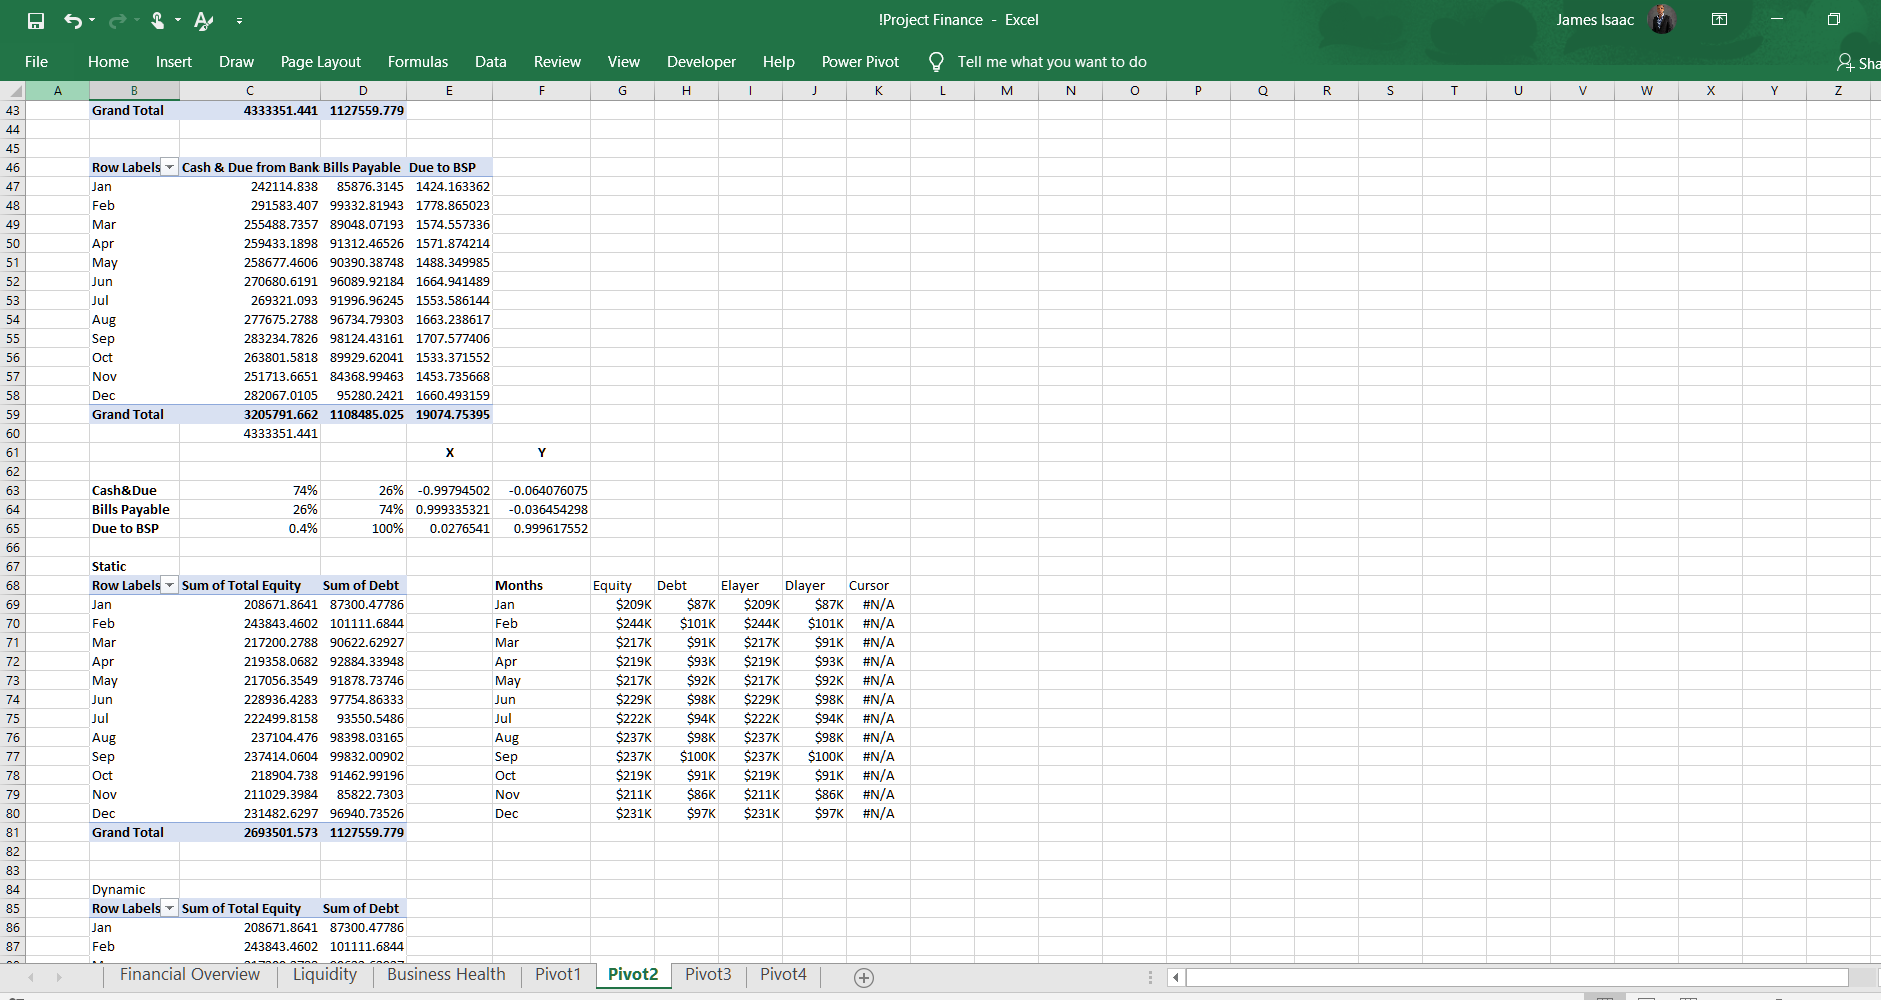 !Project Finance - Excel
James Isaac
File Home Insert Draw Page Layout Formulas Data Review View Developer Help Power Pivot Tell me what you want to do
A B C D E F G H I J K L M N O P Q R S T U V W X Y Z
43 Grand Total 4333351.441 1127559.779
44
45
46 Row Labels Cash & Due from Bank Bills Payable Due to BSP
47 Jan 242114.838 85876.3145 1424.163362
48 Feb 291583.407 99332.81943 1778.865023
49 Mar 255488.7357 89048.07193 1574.557336
50 Apr 259433.1898 91312.46526 1571.874214
51 May 258677.4606 90390.38748 1488.349985
52 Jun 270680.6191 96089.92184 1664.941489
53 Jul 269321.093 91996.96245 1553.586144
54 Aug 277675.2788 96734.79303 1663.238617
55 Sep 283234.7826 98124.43161 1707.577406
56 Oct 263801.5818 89929.62041 1533.371552
57 Nov 251713.6651 84368.99463 1453.735668
58 Dec 282067.0105 95280.2421 1660.493159
59 Grand Total 3205791.662 1108485.025 19074.75395
60 4333351.441
61 X Y
62
63 Cash&Due 74% 26% -0.99794502 -0.064076075
64 Bills Payable 26% 74% 0.999335321 -0.036454298
65 Due to BSP 0.4% 100% 0.0276541 0.999617552
66
67 Static
68 Row Labels Sum of Total Equity Sum of Debt Months Equity Debt Elayer Dlayer Cursor
69 Jan 208671.8641 87300.47786 Jan $209K $87K $209K $87K #N/A
70 Feb 243843.4602 101111.6844 Feb $244K $101K $244K $101K #N/A
71 Mar 217200.2788 90622.62927 Mar $217K $91K $217K $91K #N/A
72 Apr 219358.0682 92884.33948 Apr $219K $93K $219K $93K #N/A
73 May 217056.3549 91878.73746 May $217K $92K $217K $92K #N/A
74 Jun 228936.4283 97754.86333 Jun $229K $98K $229K $98K #N/A
75 Jul 222499.8158 93550.5486 Jul $222K $94K $222K $94K #N/A
76 Aug 237104.476 98398.03165 Aug $237K $98K $237K $98K #N/A
77 Sep 237414.0604 99832.00902 Sep $237K $100K $237K $100K #N/A
78 Oct 218904.738 91462.99196 Oct $219K $91K $219K $91K #N/A
79 Nov 211029.3984 85822.7303 Nov $211K $86K $211K $86K #N/A
80 Dec 231482.6297 96940.73526 Dec $231K $97K $231K $97K #N/A
81 Grand Total 2693501.573 1127559.779
82
83
84 Dynamic
85 Row Labels Sum of Total Equity Sum of Debt
86 Jan 208671.8641 87300.47786
87 Feb 243843.4602 101111.6844
Financial Overview Liquidity Business Health Pivot1 Pivot2 Pivot3 Pivot4